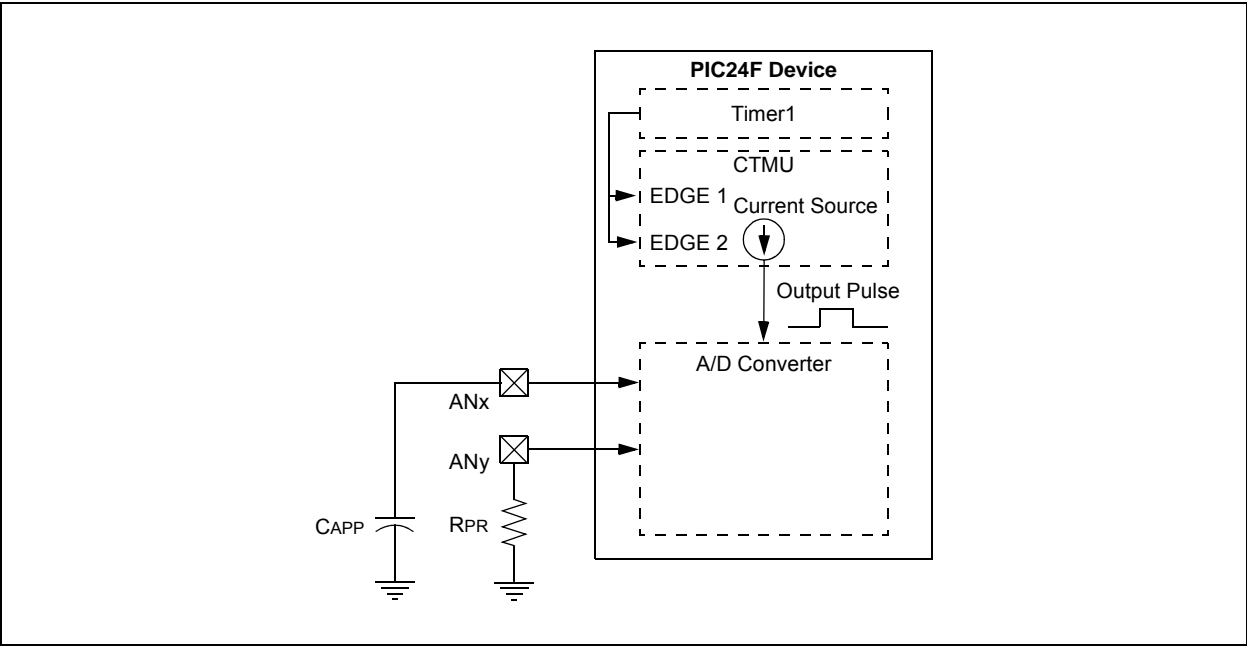 PIC24F Device
Timer1
CTMU
EDGE 1
Current Source
EDGE 2
Output Pulse
A/D Converter
ANx
ANy
CAPP
RPR